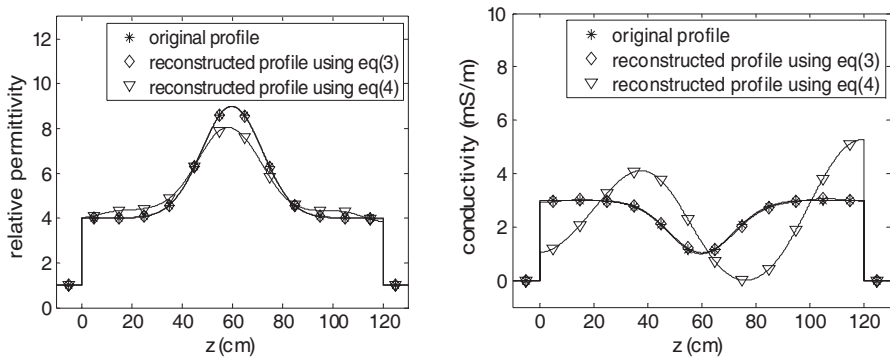 12
10
8
6
4
2
0
relative permittivity
original profile
reconstructed profile using eq(3)
reconstructed profile using eq(4)
0 20 40 60 80 100 120
z (cm)
10
8
6
4
2
0
conductivity (mS/m)
original profile
reconstructed profile using eq(3)
reconstructed profile using eq(4)
0 20 40 60 80 100 120
z (cm)